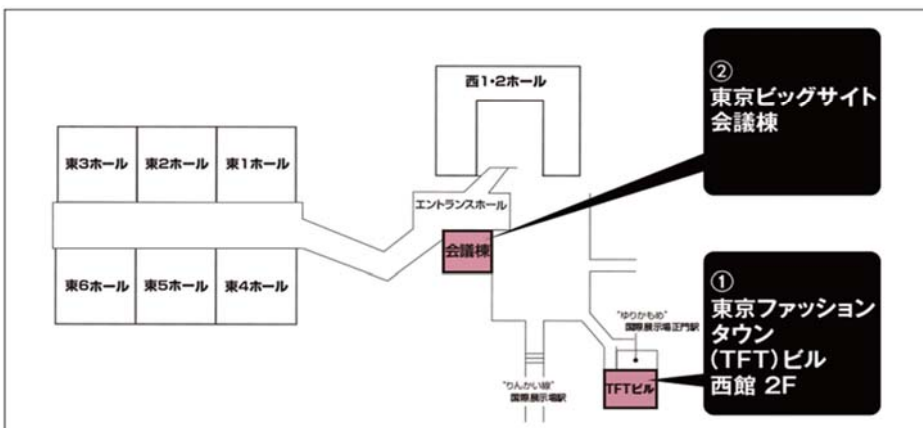 西1・2ホール
②
東京ビッグサイト
会議棟
東3ホール
東2ホール
東1ホール
エントランスホール
会議棟
東6ホール
東5ホール
東4ホール
①
東京ファッション
タウン
(TFT)ビル
西館 2F
"ゆりかもめ"
国際展示場正門駅
"りんかい線"
国際展示場駅
TFTビル